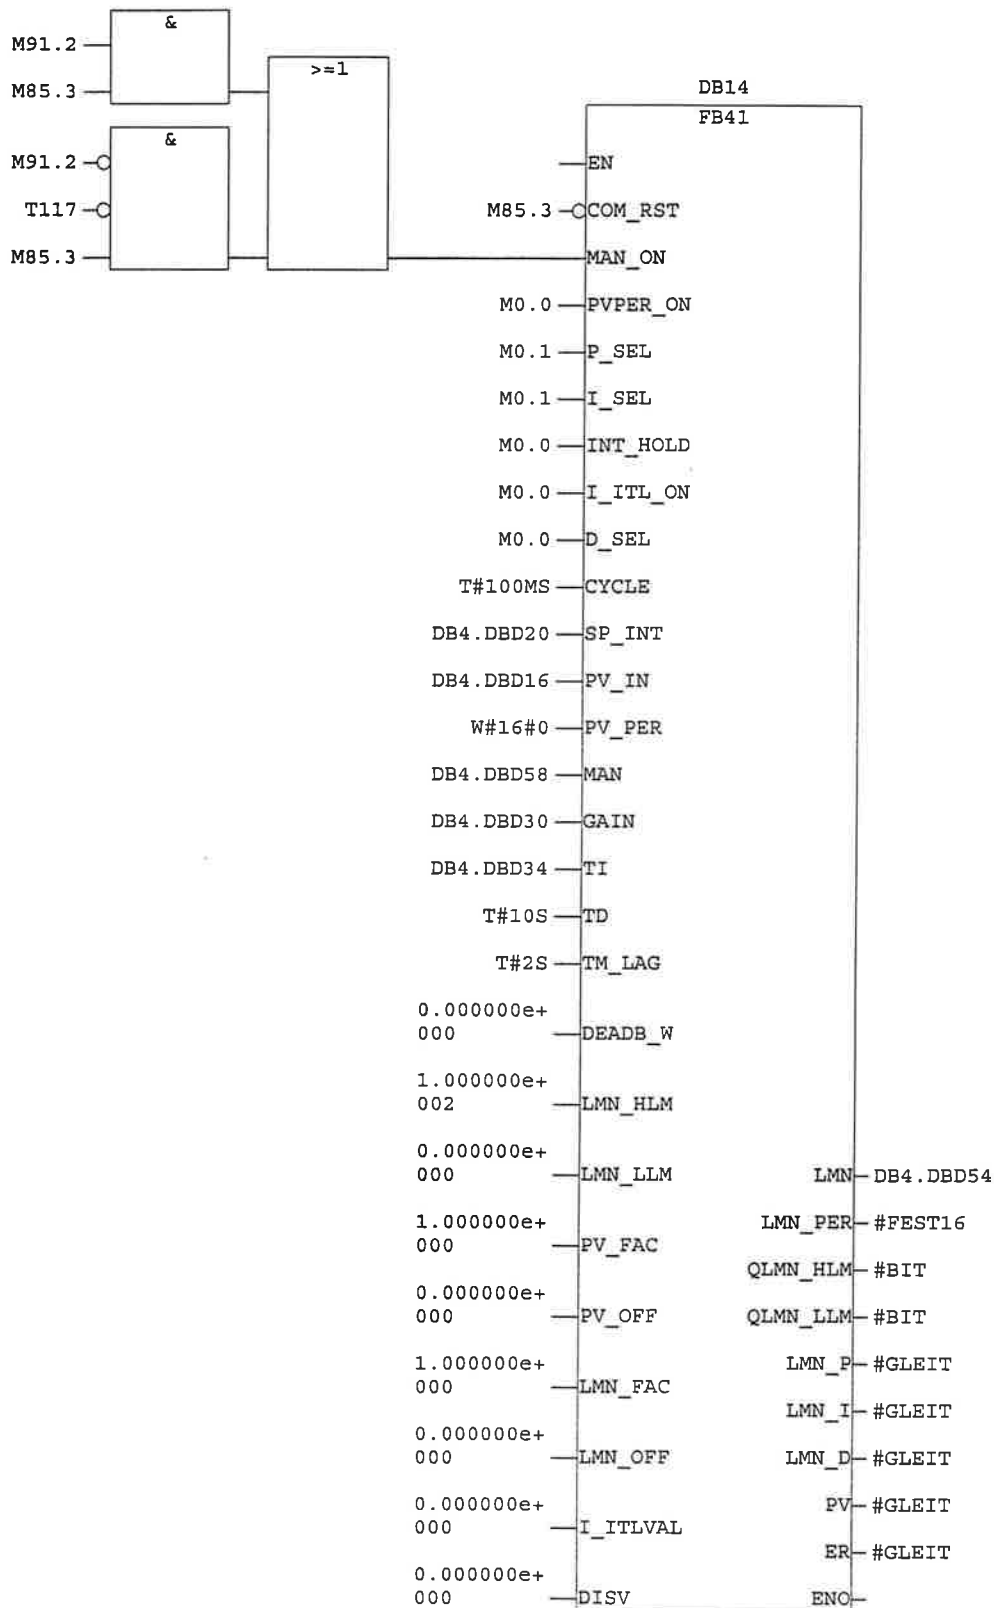 &
M91.2
M85.3
>=1
DB14
FB41
&
M91.2
T117
M85.3
EN
M85.3 COM_RST
MAN_ON
M0.0 PVPER_ON
M0.1 P_SEL
M0.1 I_SEL
M0.0 INT_HOLD
M0.0 I_ITL_ON
M0.0 D_SEL
T#100MS CYCLE
DB4.DBD20 SP_INT
DB4.DBD16 PV_IN
W#16#0 PV_PER
DB4.DBD58 MAN
DB4.DBD30 GAIN
DB4.DBD34 TI
T#10S TD
T#2S TM_LAG
0.000000e+
000 DEADB_W
1.000000e+
002 LMN_HLM
0.000000e+
000 LMN_LLM
LMN DB4.DBD54
1.000000e+
000 PV_FAC
LMN_PER #FEST16
QLMN_HLM #BIT
0.000000e+
000 PV_OFF
QLMN_LLM #BIT
1.000000e+
000 LMN_FAC
LMN_P #GLEIT
LMN_I #GLEIT
0.000000e+
000 LMN_OFF
LMN_D #GLEIT
0.000000e+
000 I_ITLVAL
PV #GLEIT
ER #GLEIT
0.000000e+
000 DISV
ENO